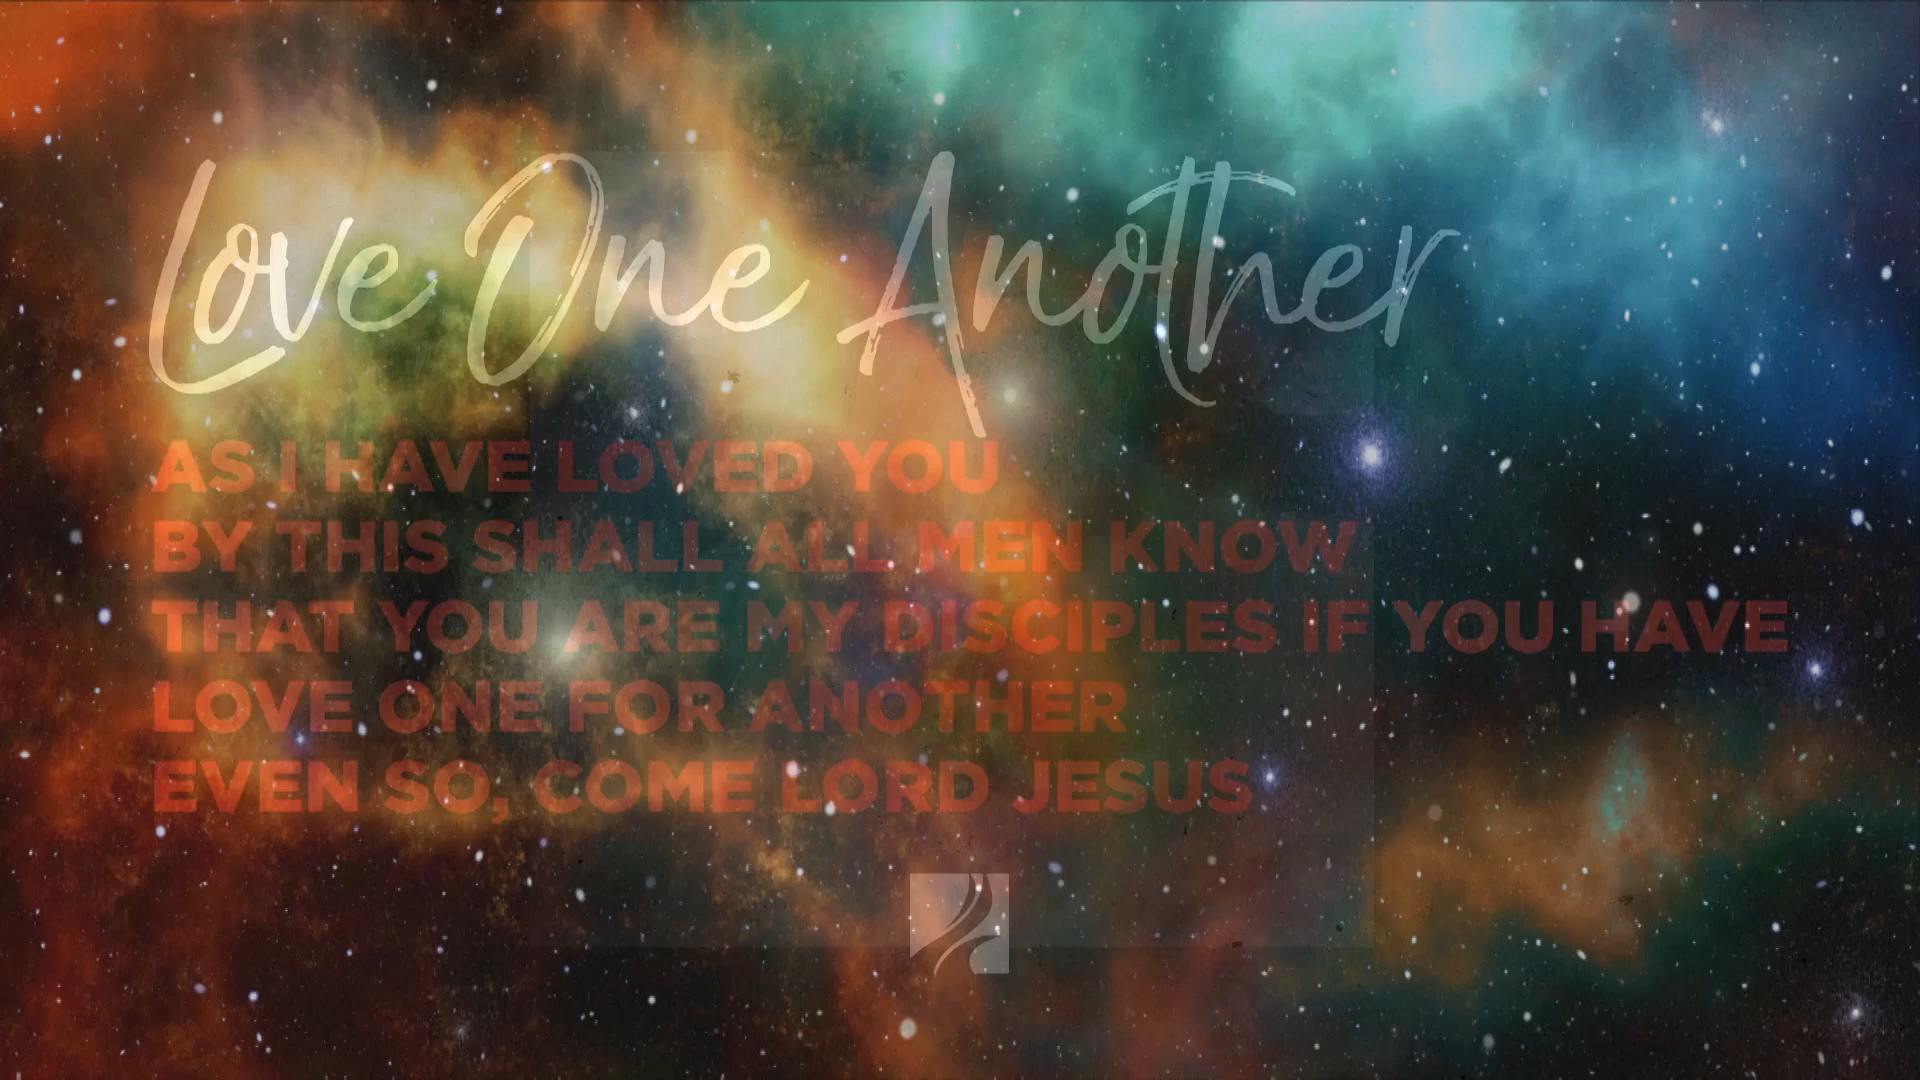 Love One Another
AS I HAVE LOVED YOU
BY THIS SHALL ALL MEN KNOW
THAT YOU ARE MY DISCIPLES IF YOU HAVE
LOVE ONE FOR ANOTHER
EVEN SO, COME LORD JESUS